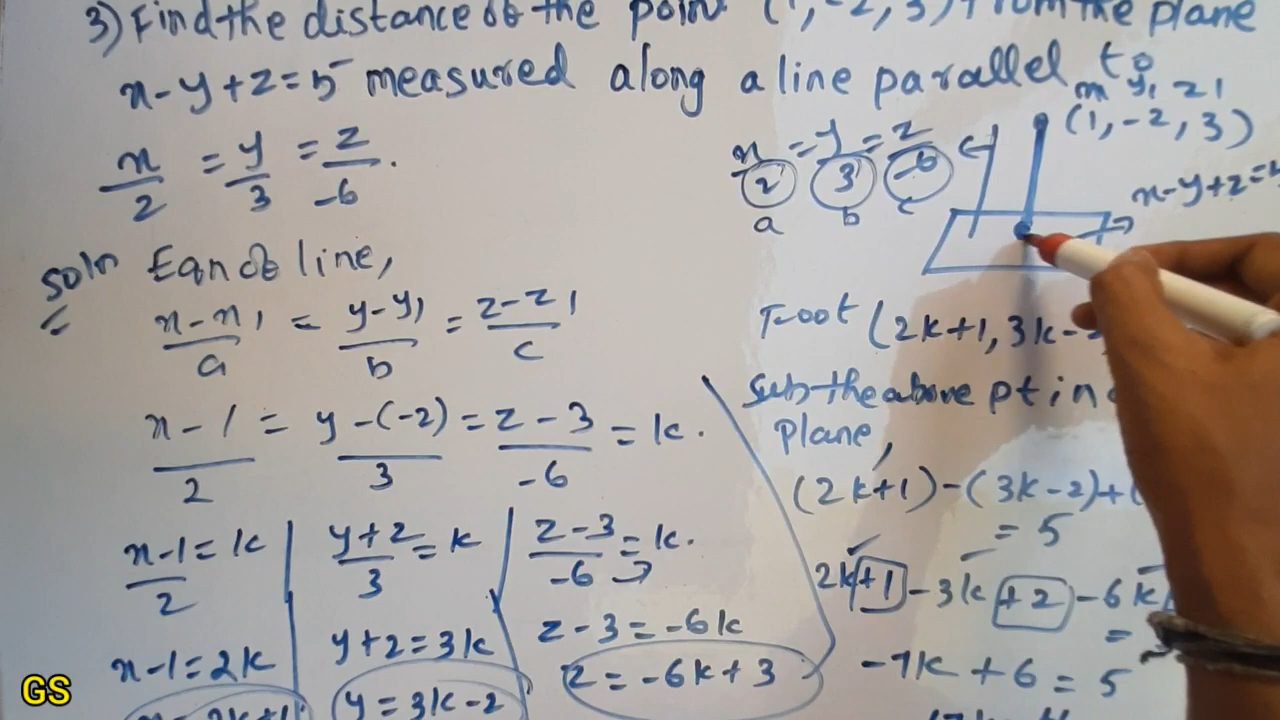 3) Find the distance of the point (1, -2, 3) from the plane
x - y + z = 5 measured along a line parallel to
x/2 = y/3 = z/-6.
x/2 = y/3 = z/-6
a b c
x1 y1 z1
(1, -2, 3)
x-y+z=
Soln Eqn of line,
x-x1/a = y-y1/b = z-z1/c
x-1/2 = y-(-2)/3 = z-3/-6 = k.
x-1/2 = k
y+2/3 = k
z-3/-6 = k.
x-1 = 2k
y+2 = 3k
z-3 = -6k
x = 2k+1
y = 3k-2
z = -6k+3
Foot (2k+1, 3k-2
Sub the above pt in
plane,
(2k+1) - (3k-2) + (
= 5
2k+1 - 3k +2 - 6k
=
-7k + 6 = 5
GS